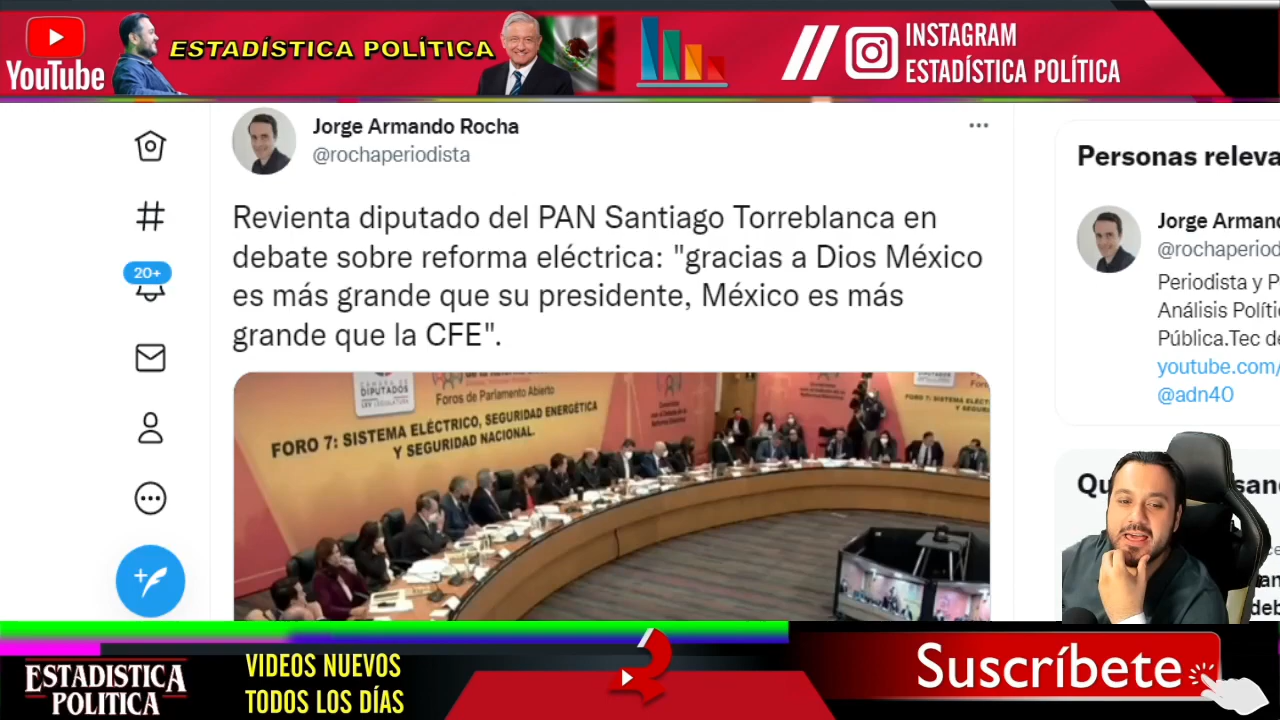 YouTube
ESTADÍSTICA POLÍTICA
INSTAGRAM
ESTADÍSTICA POLÍTICA
Jorge Armando Rocha
@rochaperiodista
20+
Revienta diputado del PAN Santiago Torreblanca en
debate sobre reforma eléctrica: "gracias a Dios México
es más grande que su presidente, México es más
grande que la CFE".
DIPUTADOS
Foros de Parlamento Abierto
FORO 7: SISTEMA ELÉCTRICO, SEGURIDAD ENERGÉTICA
Y SEGURIDAD NACIONAL.
Personas releva
Jorge Armand
@rochaperiod
Periodista y P
Análisis Políti
Pública.Tec de
youtube.com/
@adn40
ESTADISTICA
POLÍTICA
VIDEOS NUEVOS
TODOS LOS DÍAS
Suscríbete